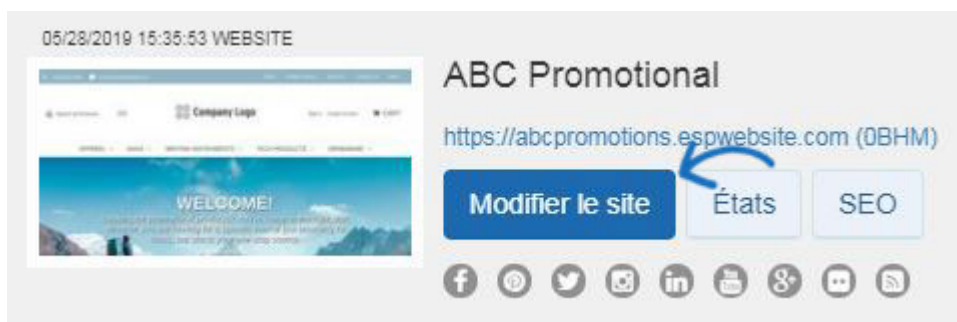 05/28/2019 15:35:53 WEBSITE
ABC Promotional
https://abcpromotions.espwebsite.com (0BHM)
Modifier le site
États
SEO
Company Logo
WELCOME!